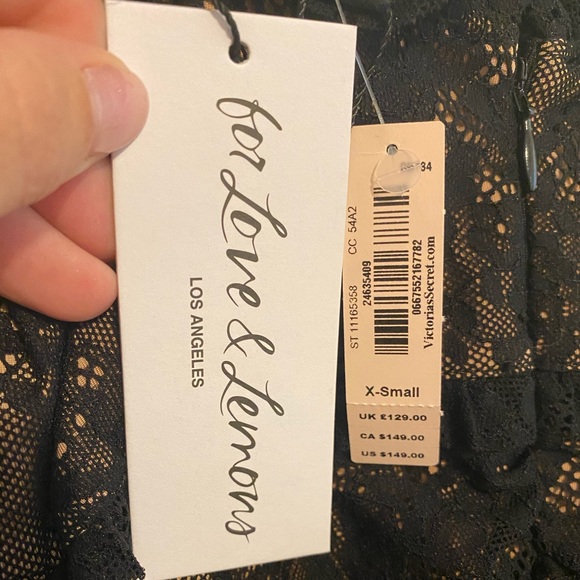 for Love & Lemons
LOS ANGELES
34
CC 54A2
ST 11165358
24635409
0667552167782
VictoriasSecret.com
X-Small
UK £129.00
CA $149.00
US $149.00